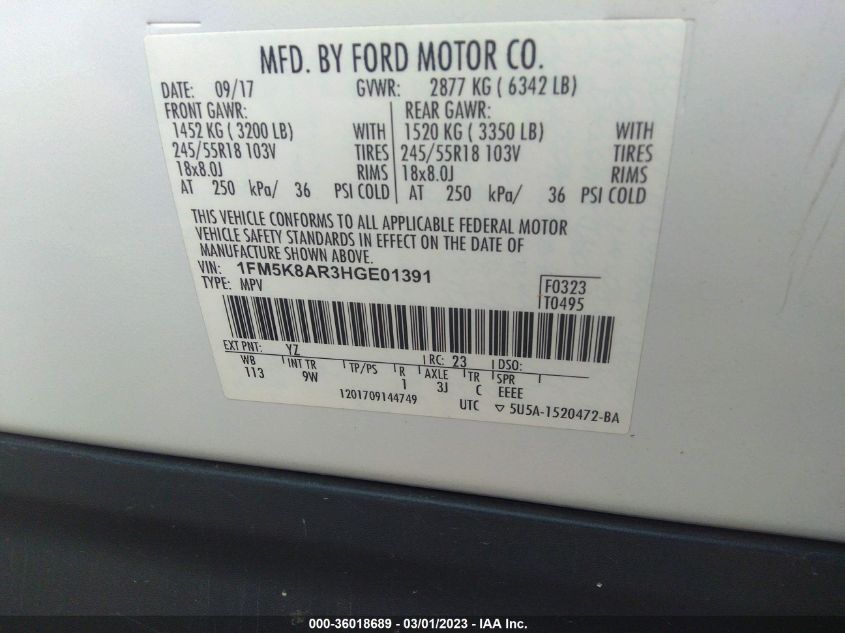 MFD. BY FORD MOTOR CO.
DATE: 09/17 GVWR: 2877 KG ( 6342 LB)
FRONT GAWR: REAR GAWR:
1452 KG ( 3200 LB) WITH 1520 KG ( 3350 LB) WITH
245/55R18 103V TIRES 245/55R18 103V TIRES
18x8.0J RIMS 18x8.0J RIMS
AT 250 kPa/ 36 PSI COLD AT 250 kPa/ 36 PSI COLD
THIS VEHICLE CONFORMS TO ALL APPLICABLE FEDERAL MOTOR
VEHICLE SAFETY STANDARDS IN EFFECT ON THE DATE OF
MANUFACTURE SHOWN ABOVE.
VIN: 1FM5K8AR3HGE01391
TYPE: MPV
F0323
T0495
EXT PNT: YZ RC: 23 DSO:
WB INT TR TP/PS R AXLE TR SPR
113 9W 1 3J C EEEE
1201709144749 UTC ▽ 5U5A-1520472-BA
000-36018689 - 03/01/2023 - IAA Inc.